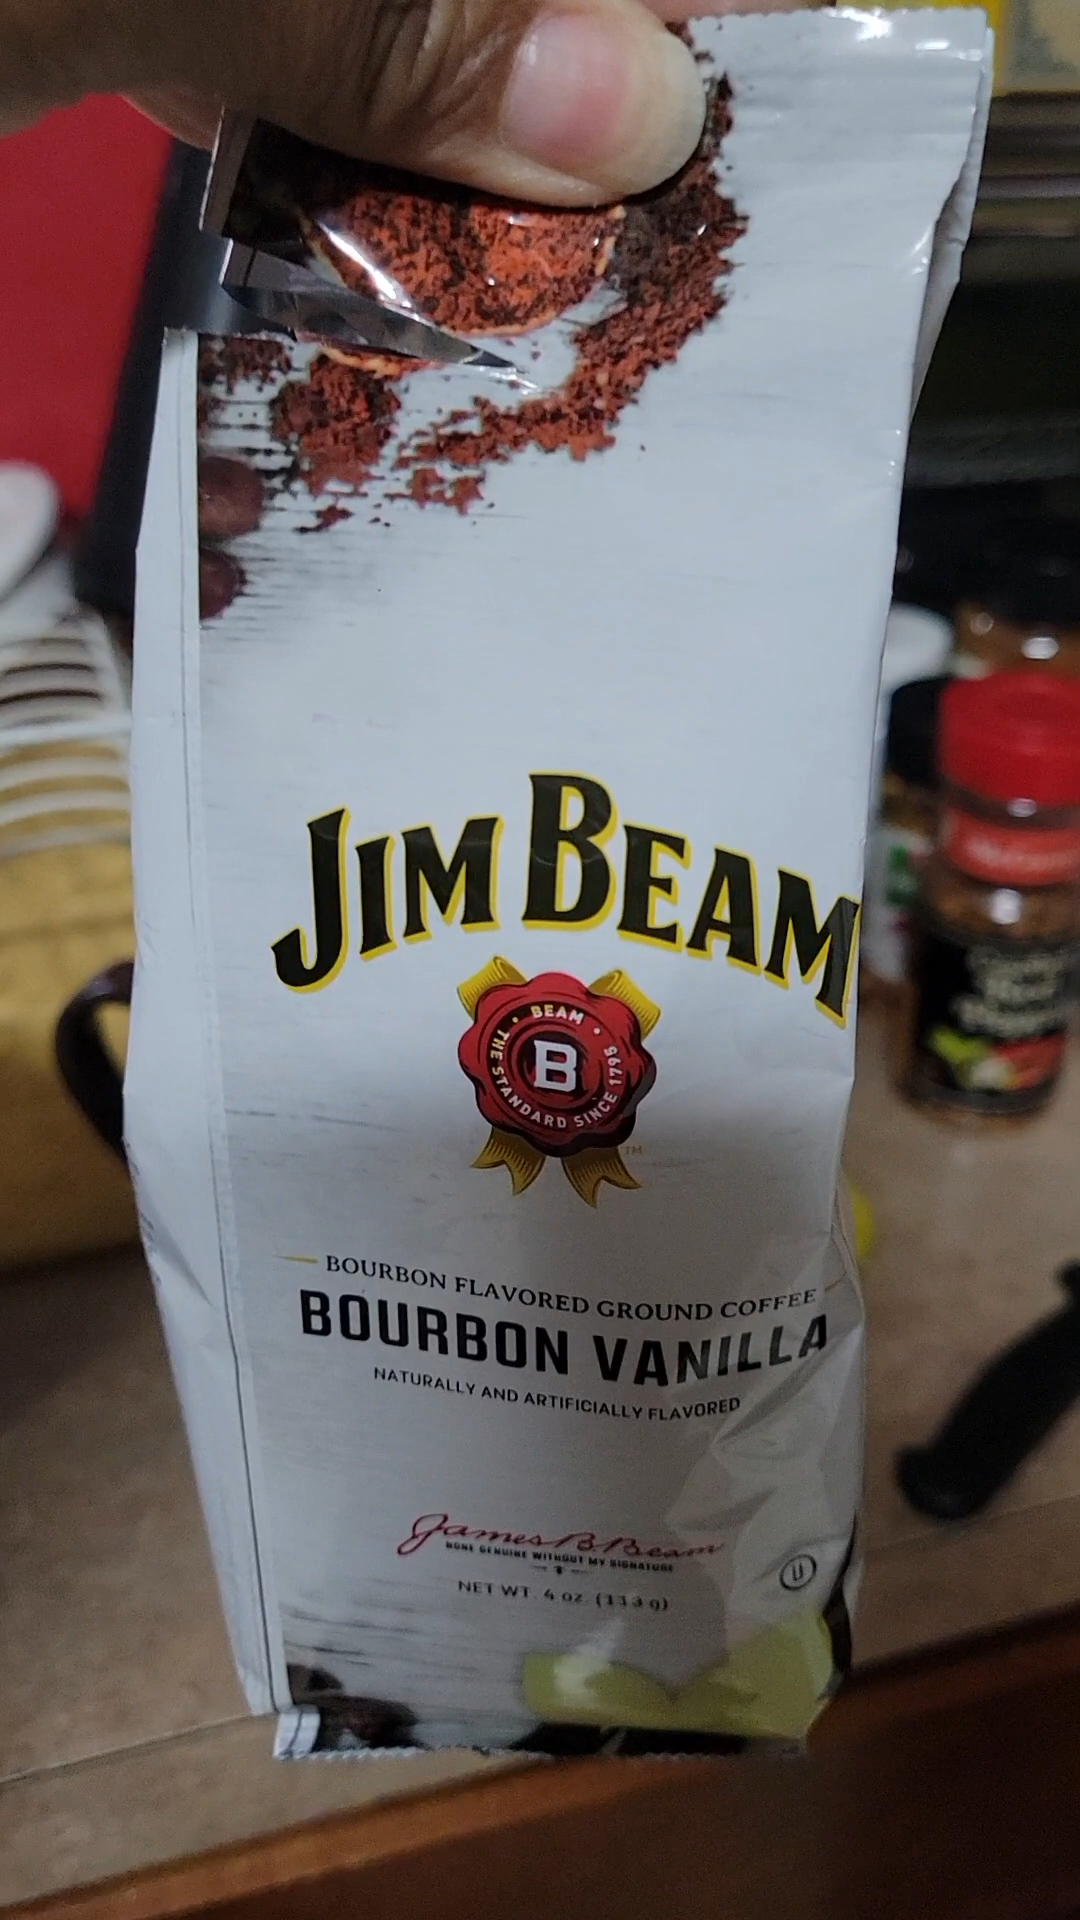 JIM BEAM
BEAM
THE STANDARD SINCE 1795
B
TM
BOURBON FLAVORED GROUND COFFEE
BOURBON VANILLA
NATURALLY AND ARTIFICIALLY FLAVORED
James B. Beam
NONE GENUINE WITHOUT MY SIGNATURE
NET WT. 4 oz. (113 g)
U